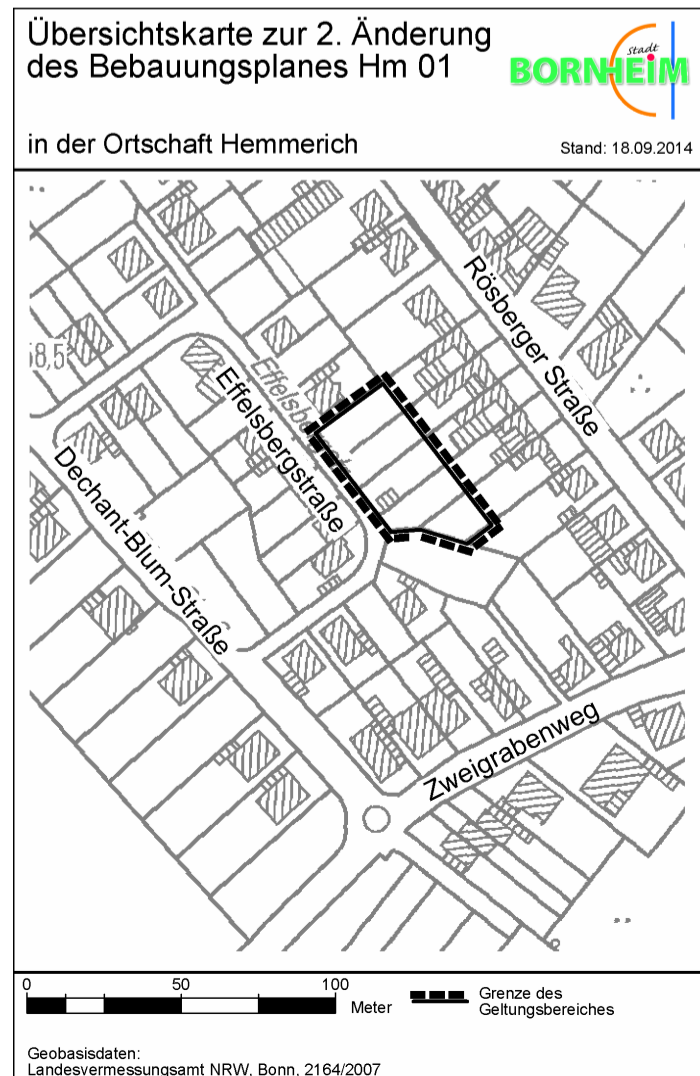 Übersichtskarte zur 2. Änderung
des Bebauungsplanes Hm 01
Stadt
BORNHEiM
in der Ortschaft Hemmerich
Stand: 18.09.2014
Rösberger Straße
58,5
Effelsbergstraße
Dechant-Blum-Straße
Zweigrabenweg
0 50 100
Meter
Grenze des
Geltungsbereiches
Geobasisdaten:
Landesvermessungsamt NRW, Bonn, 2164/2007